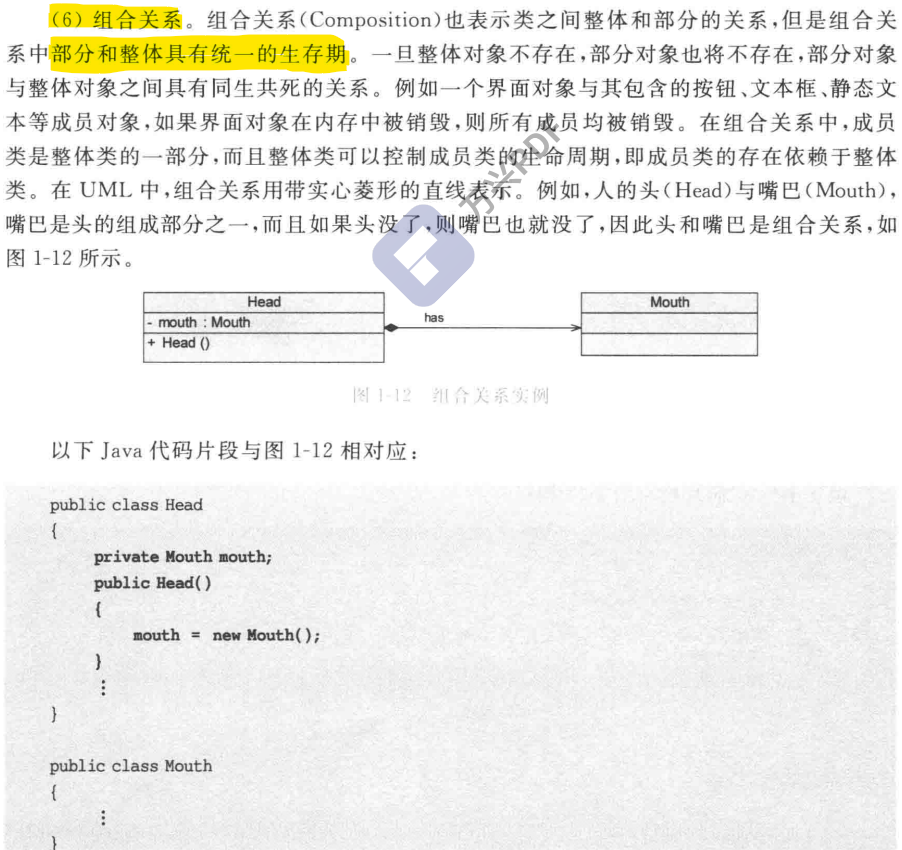 (6) 组合关系。组合关系(Composition)也表示类之间整体和部分的关系,但是组合关
系中部分和整体具有统一的生存期。一旦整体对象不存在,部分对象也将不存在,部分对象
与整体对象之间具有同生共死的关系。例如一个界面对象与其包含的按钮、文本框、静态文
本等成员对象,如果界面对象在内存中被销毁,则所有成员均被销毁。在组合关系中,成员
类是整体类的一部分,而且整体类可以控制成员类的生命周期,即成员类的存在依赖于整体
类。在 UML 中,组合关系用带实心菱形的直线表示。例如,人的头(Head)与嘴巴(Mouth),
嘴巴是头的组成部分之一,而且如果头没了,则嘴巴也就没了,因此头和嘴巴是组合关系,如
图 1-12 所示。
万兴PDF
Head
- mouth : Mouth
+ Head ()
has
Mouth
图 1-12 组合关系实例
以下 Java 代码片段与图 1-12 相对应:
public class Head
{
private Mouth mouth;
public Head()
{
mouth = new Mouth();
}
⋮
}
public class Mouth
{
⋮
}